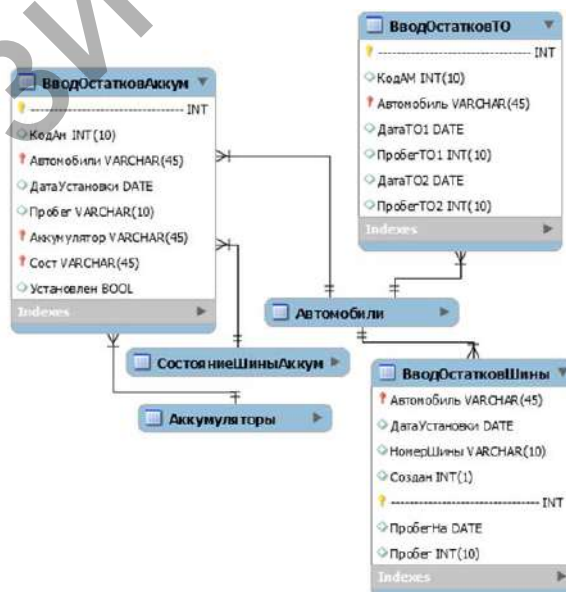 ЗИ
ВводОстатковАккум
---------------------------------- INT
КодАн INT(10)
Автомобили VARCHAR(45)
ДатаУстановки DATE
Пробег VARCHAR(10)
Аккумулятор VARCHAR(45)
Сост VARCHAR(45)
Установлен BOOL
Indexes
ВводОстатковТО
---------------------------------- INT
КодАМ INT(10)
Автомобиль VARCHAR(45)
ДатаТО1 DATE
ПробегТО1 INT(10)
ДатаТО2 DATE
ПробегТО2 INT(10)
Indexes
Автомобили
СостояниеШиныАккум
Аккумуляторы
ВводОстатковШины
Автомобиль VARCHAR(45)
ДатаУстановки DATE
НомерШины VARCHAR(10)
Создан INT(1)
---------------------------------- INT
ПробегНа DATE
Пробег INT(10)
Indexes